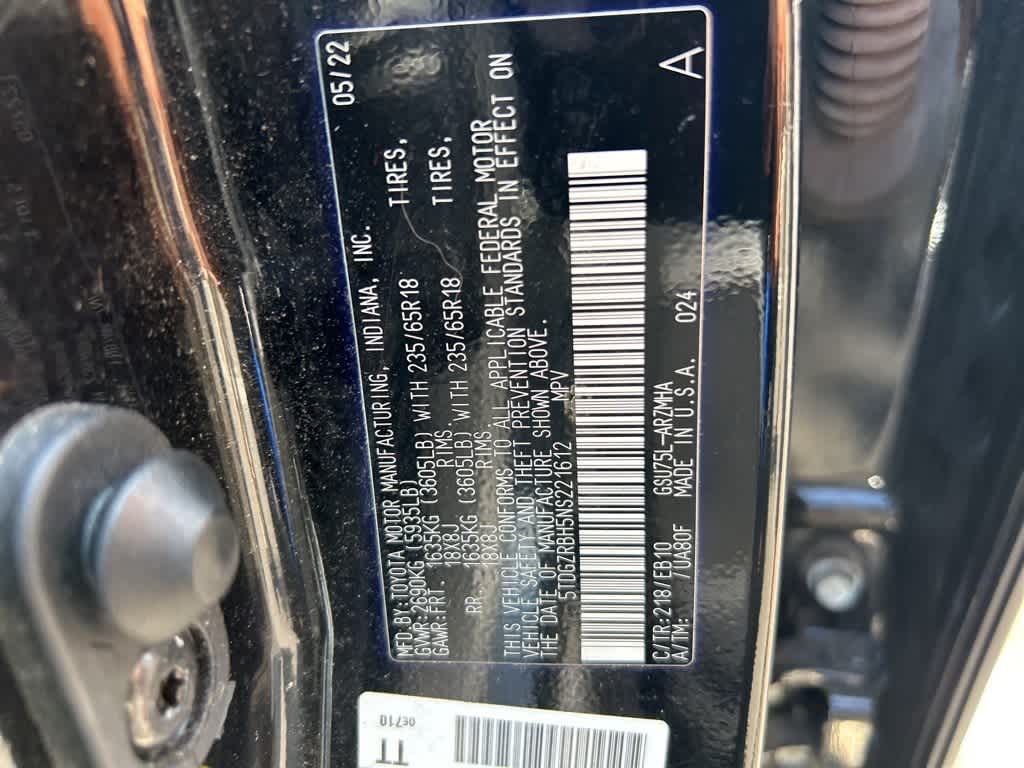 MFD.BY:TOYOTA MOTOR MANUFACTURING, INDIANA, INC. 05/22
GVWR:2690KG (5935LB)
GAWR:FRT. 1635KG (3605LB) WITH 235/65R18 TIRES,
18X8J RIMS,
RR. 1635KG (3605LB) WITH 235/65R18 TIRES,
18X8J RIMS.
THIS VEHICLE CONFORMS TO ALL APPLICABLE FEDERAL MOTOR
VEHICLE SAFETY AND THEFT PREVENTION STANDARDS IN EFFECT ON
THE DATE OF MANUFACTURE SHOWN ABOVE.
5TDGZRBH5NS221612 MPV
C/TR:218/EB10 GSU75L-ARZMHA
A/TM: /UA80F MADE IN U.S.A. 024 A
0E710